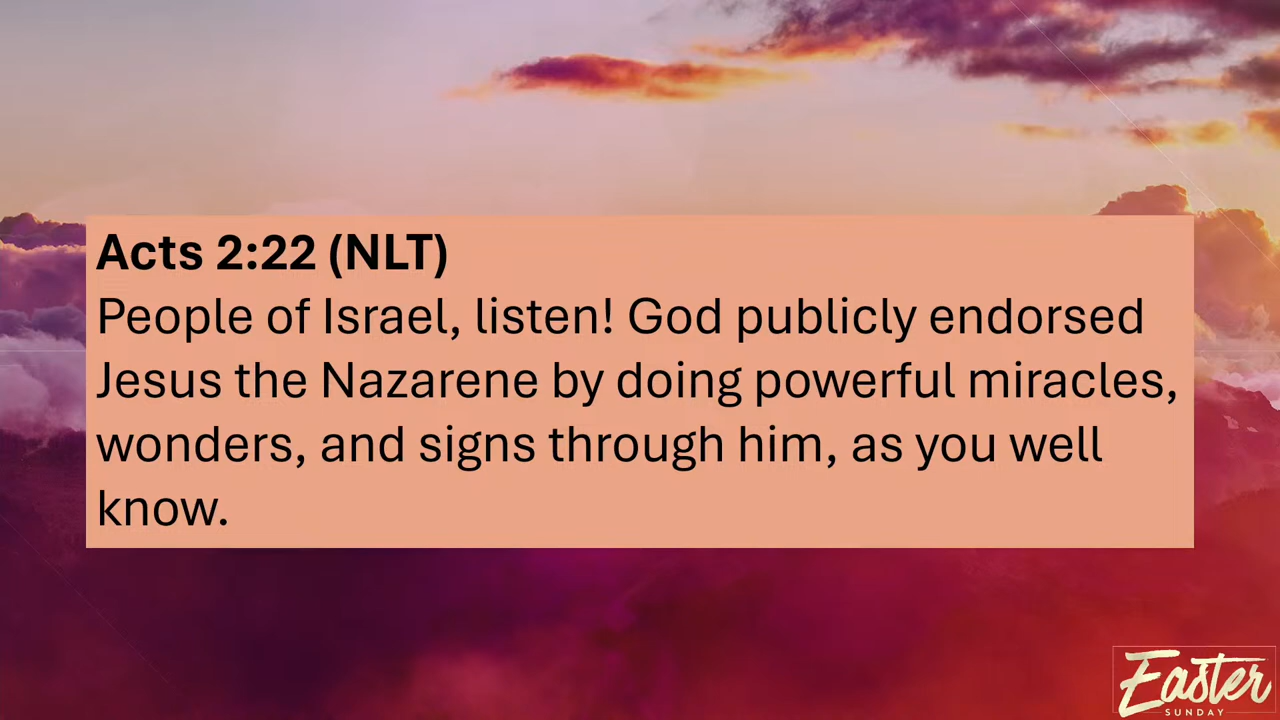 Acts 2:22 (NLT)
People of Israel, listen! God publicly endorsed
Jesus the Nazarene by doing powerful miracles,
wonders, and signs through him, as you well
know.
Easter
SUNDAY